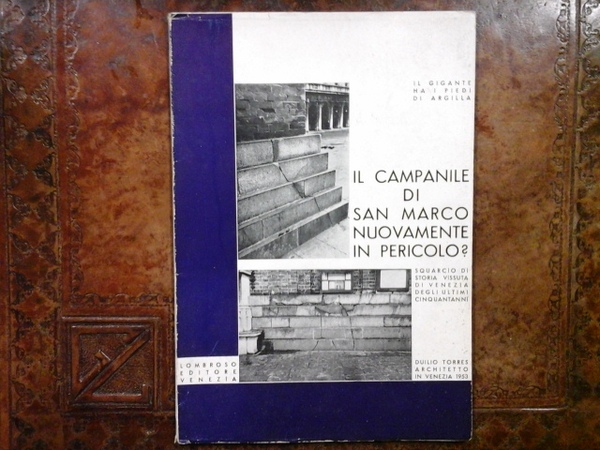 IL GIGANTE
HA I PIEDI
DI ARGILLA
IL CAMPANILE
DI
SAN MARCO
NUOVAMENTE
IN PERICOLO?
SQUARCIO DI
STORIA VISSUTA
DI VENEZIA
DEGLI ULTIMI
CINQUANTANNI
LOMBROSO
EDITORE
VENEZIA
DUILIO TORRES
ARCHITETTO
IN VENEZIA 1953